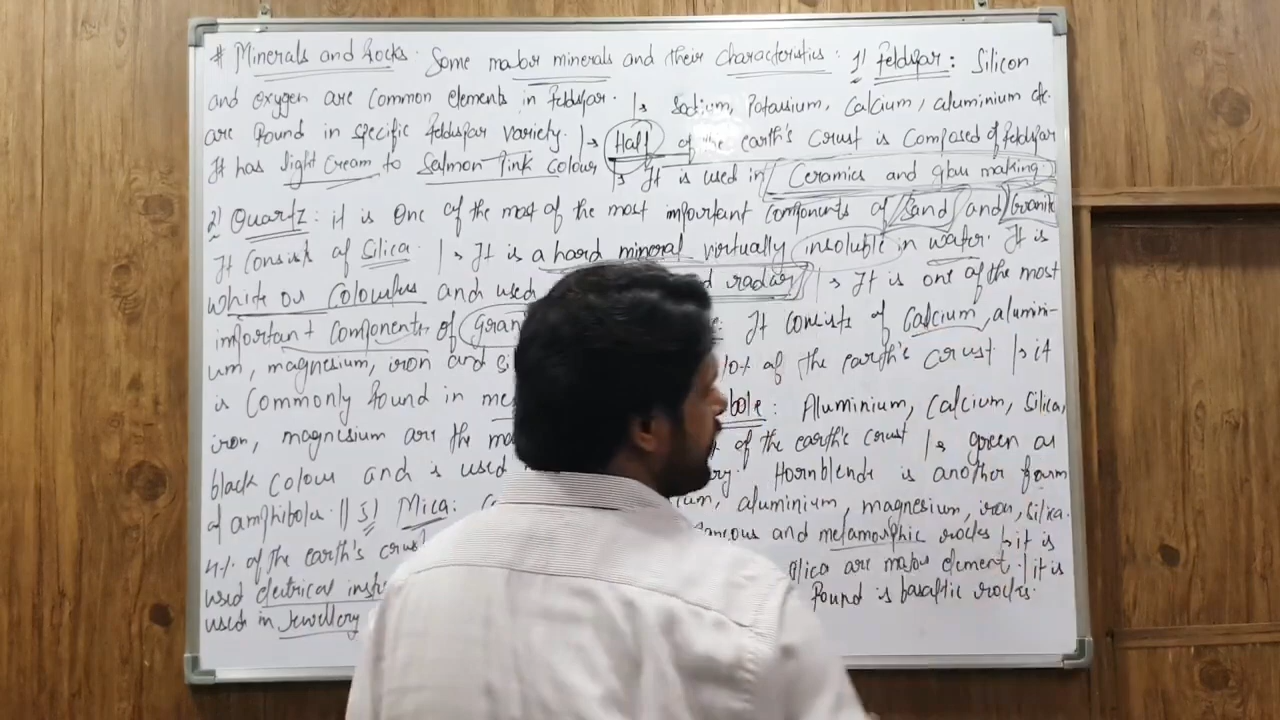 # Minerals and Rocks. Some major minerals and their characteristics: 1) Feldspar: Silicon
and oxygen are common elements in feldspar. |→ Sodium, Potassium, Calcium, aluminium etc.
are found in specific feldspar variety. |→ Half of the earth's crust is composed of feldspar
It has light cream to Salmon Pink colour |→ It is used in Ceramics and glass making
2) Quartz: it is one of the most of the most important components of Sand and Granite
It consist of Silica. |→ It is a hard mineral virtually insoluble in water. It is
white or Colourless and used radar |→ It is one of the most
important components of It consists of Calcium, alumini-
um, magnesium, iron and 10% of the earth's crust |→ it
is commonly found in Aluminium, Calcium, Silica,
iron, magnesium are the of the earth's crust |→ green or
black colour and is used Hornblende is another form
of amphibole. || 5) Mica: aluminium, magnesium, iron, silica.
4% of the earth's and metamorphic rocks |→ it is
used electrical are major element. | it is
used in Jewellery found is basaltic rocks.